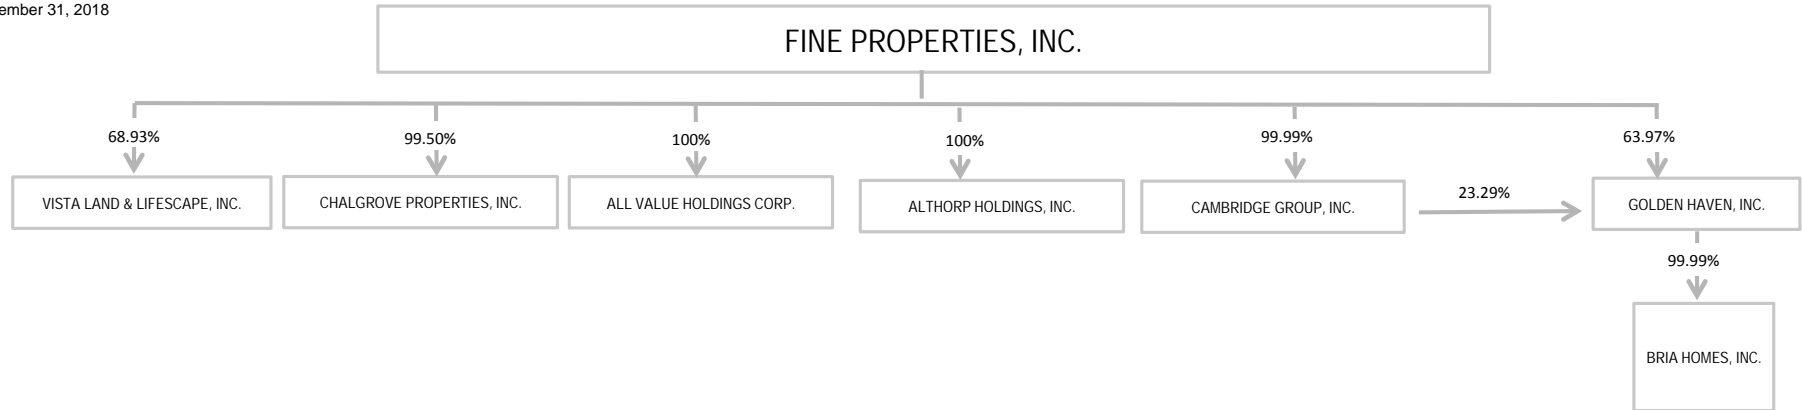 ember 31, 2018
FINE PROPERTIES, INC.
68.93%
99.50%
100%
100%
99.99%
63.97%
VISTA LAND & LIFESCAPE, INC.
CHALGROVE PROPERTIES, INC.
ALL VALUE HOLDINGS CORP.
ALTHORP HOLDINGS, INC.
CAMBRIDGE GROUP, INC.
23.29%
GOLDEN HAVEN, INC.
99.99%
BRIA HOMES, INC.